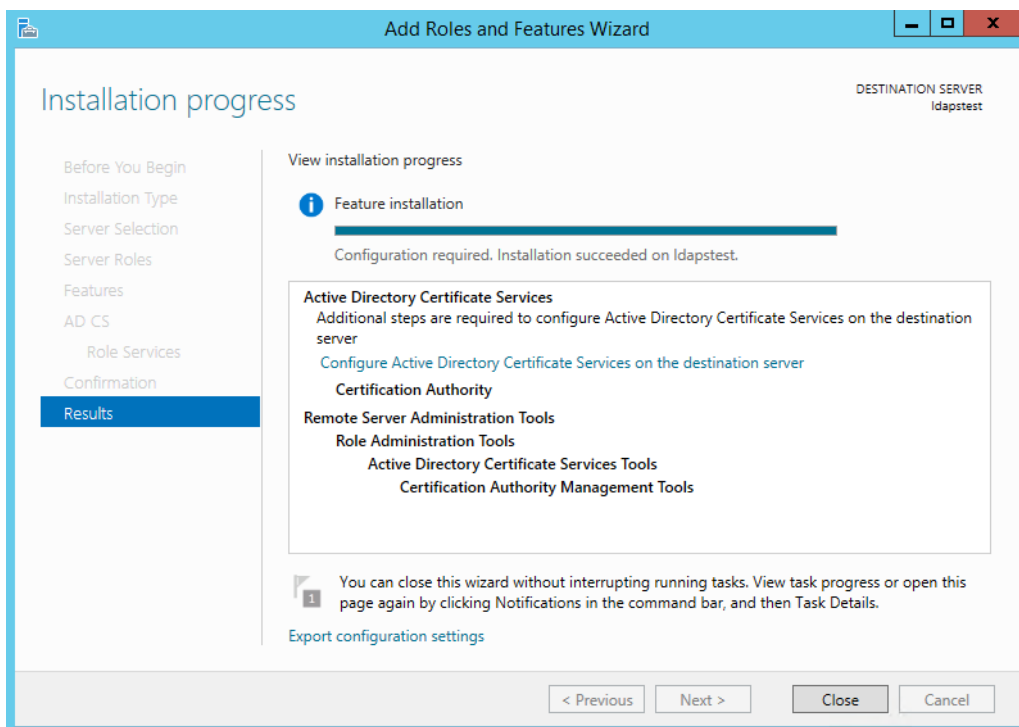 Add Roles and Features Wizard
Installation progress
DESTINATION SERVER
ldapstest
Before You Begin
Installation Type
Server Selection
Server Roles
Features
AD CS
Role Services
Confirmation
Results
View installation progress
Feature installation
Configuration required. Installation succeeded on ldapstest.
Active Directory Certificate Services
Additional steps are required to configure Active Directory Certificate Services on the destination
server
Configure Active Directory Certificate Services on the destination server
Certification Authority
Remote Server Administration Tools
Role Administration Tools
Active Directory Certificate Services Tools
Certification Authority Management Tools
1
You can close this wizard without interrupting running tasks. View task progress or open this
page again by clicking Notifications in the command bar, and then Task Details.
Export configuration settings
< Previous
Next >
Close
Cancel